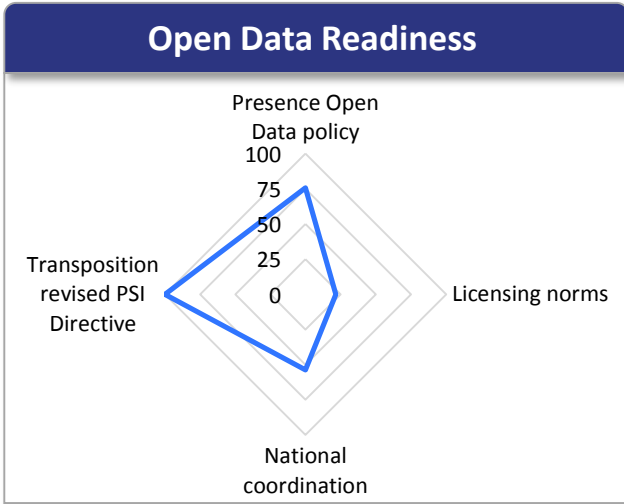 Open Data Readiness
Presence Open
Data policy
100
75
50
25
0
Transposition
revised PSI
Directive
Licensing norms
National
coordination